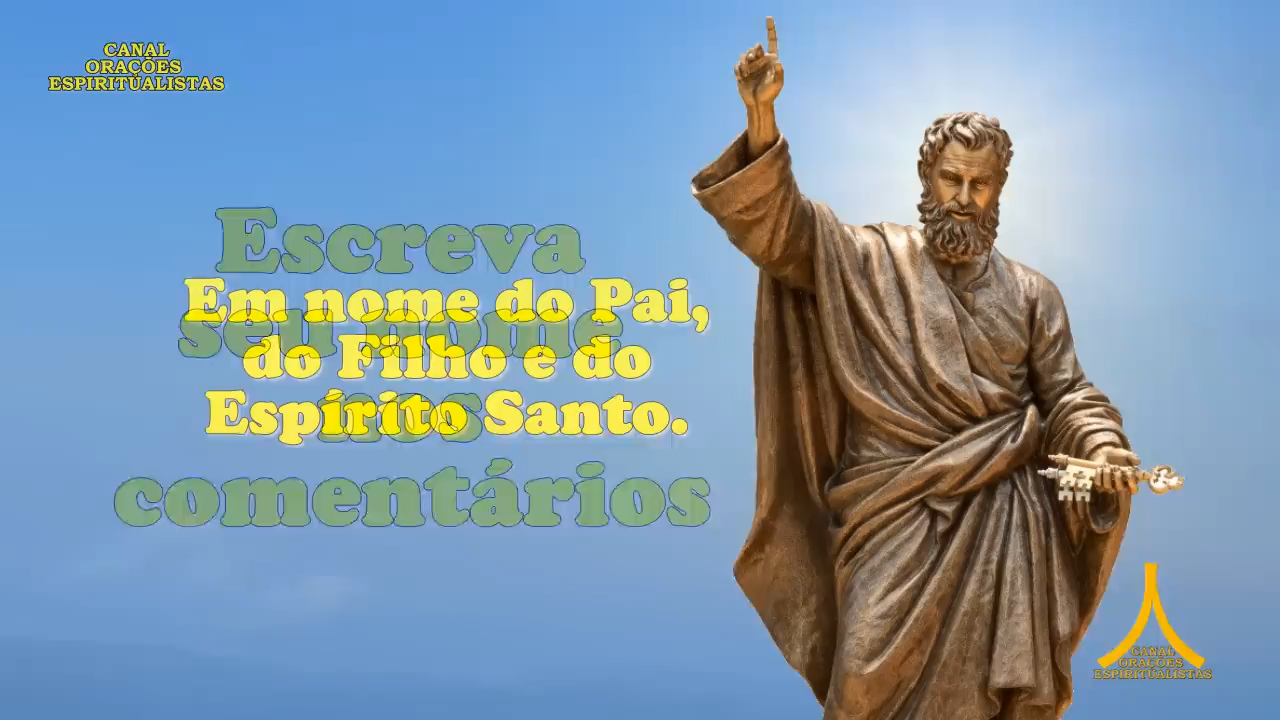 CANAL
ORAÇÕES
ESPIRITUALISTAS
Escreva
seu nome
nos
comentários
Em nome do Pai,
do Filho e do
Espírito Santo.
CANAL
ORAÇÕES
ESPIRITUALISTAS